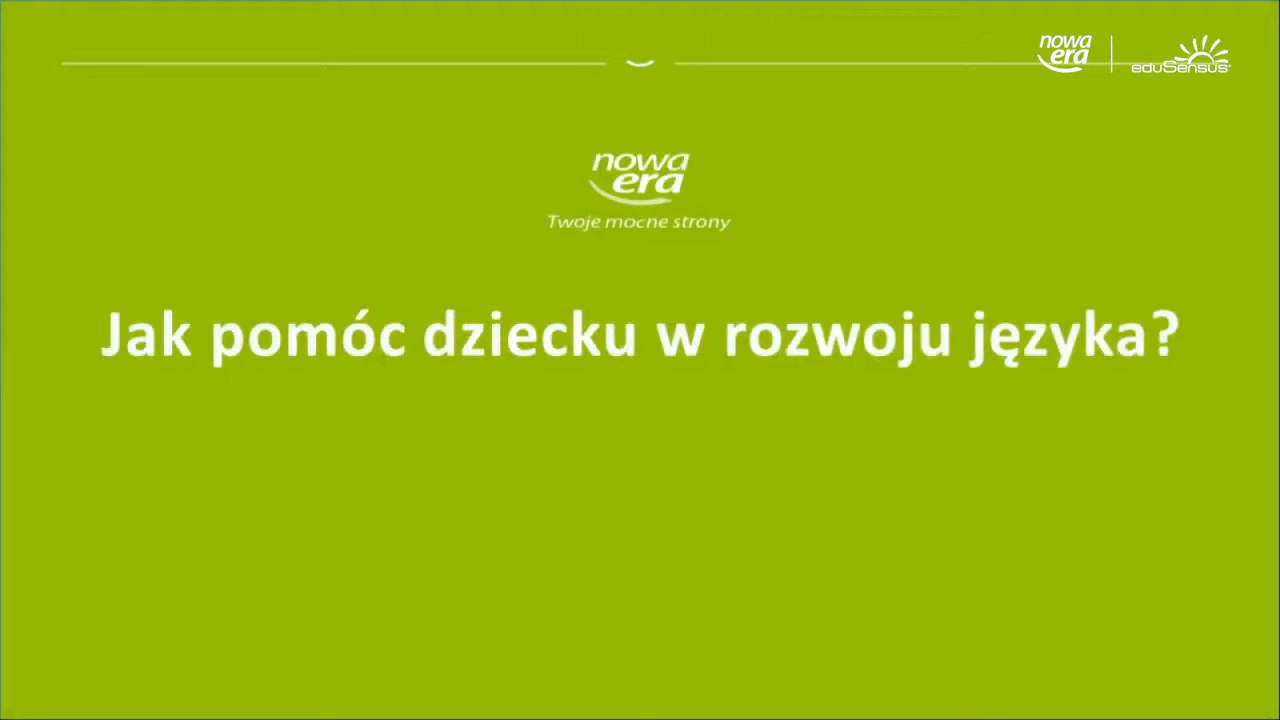 nowa
era
eduSensus
nowa
era
Twoje mocne strony
Jak pomóc dziecku w rozwoju języka?